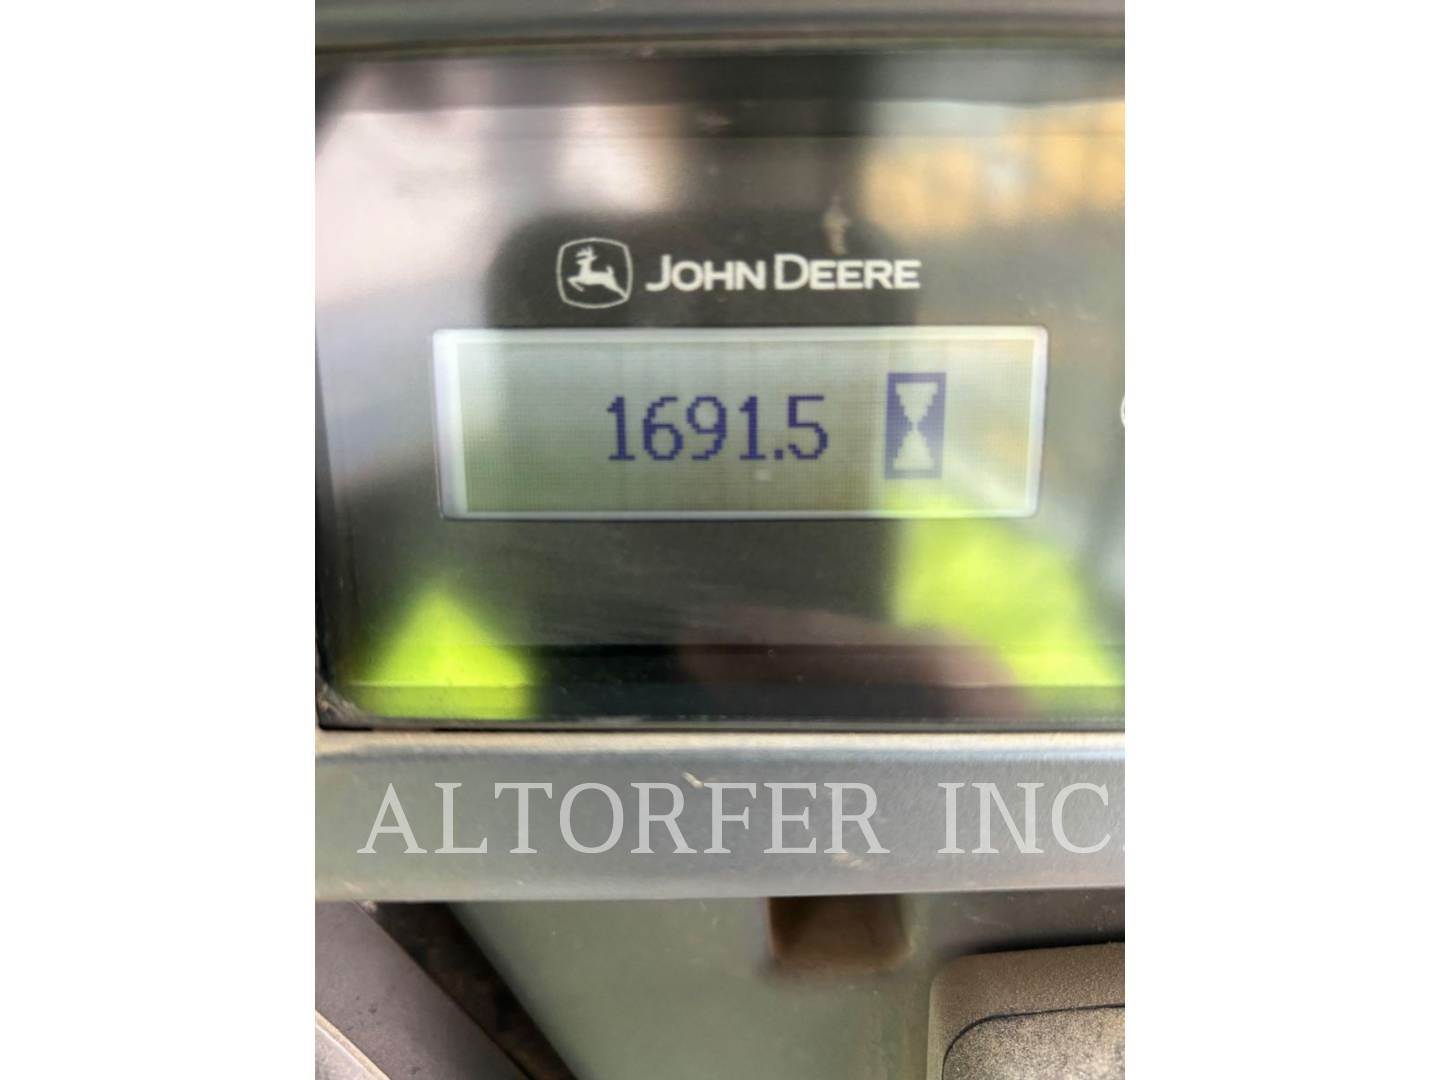 JOHN DEERE
1691.5
ALTORFER INC.